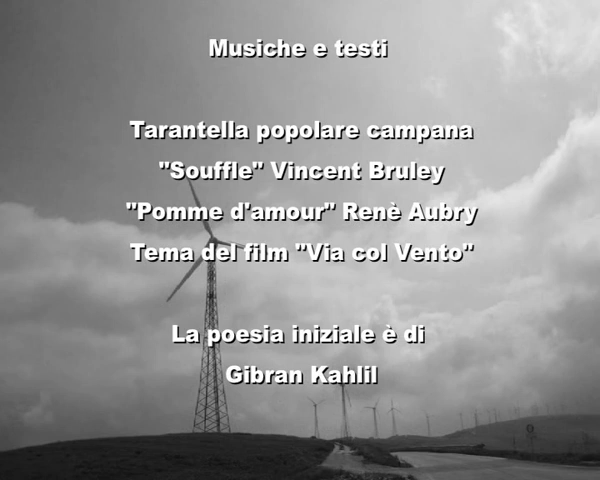 Musiche e testi
Tarantella popolare campana
"Souffle" Vincent Bruley
"Pomme d'amour" Renè Aubry
Tema del film "Via col Vento"
La poesia iniziale è di
Gibran Kahlil